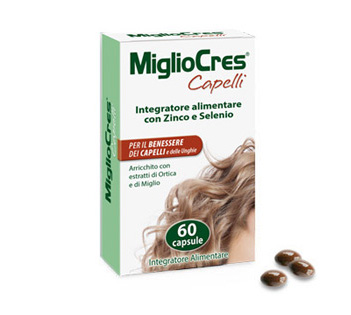 MiglioCres®
Capelli
Integratore alimentare
con Zinco e Selenio
PER IL BENESSERE
DEI CAPELLI e delle Unghie
Arricchito con
estratti di Ortica
e di Miglio
60
capsule
Integratore Alimentare
MiglioCres
Capelli